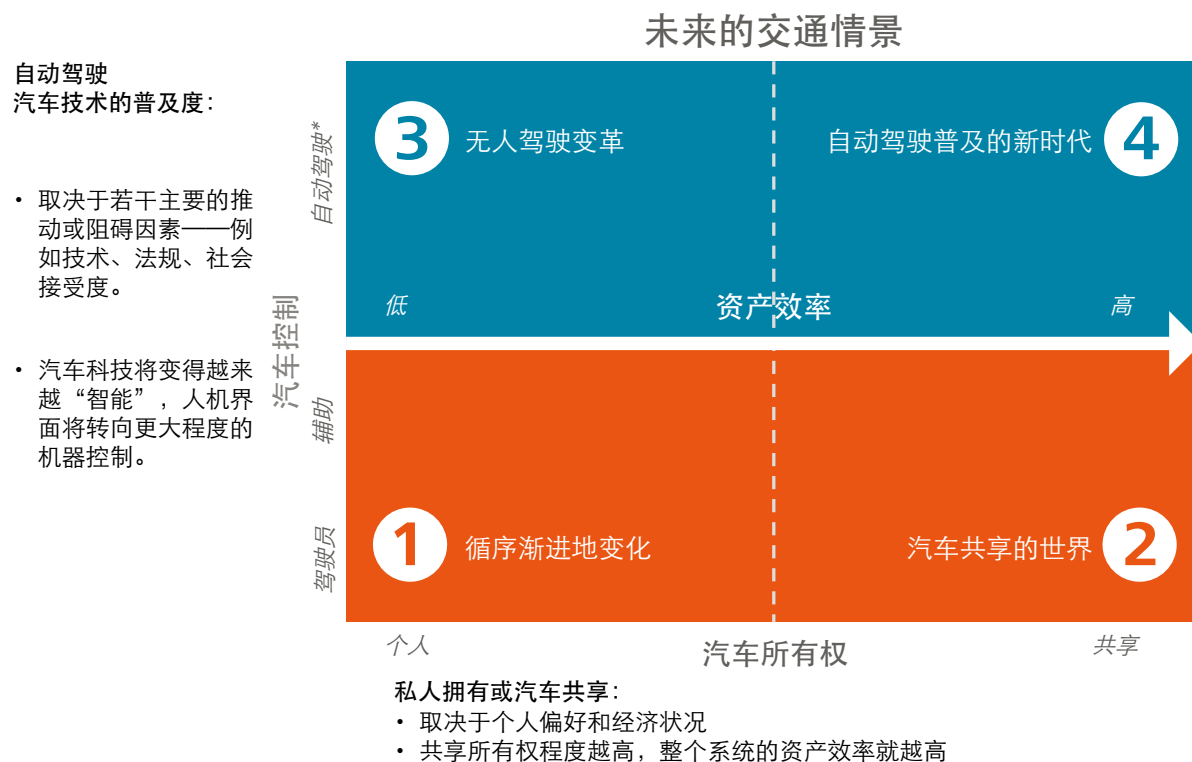 未来的交通情景
自动驾驶
汽车技术的普及度：
• 取决于若干主要的推
动或阻碍因素——例
如技术、法规、社会
接受度。
• 汽车科技将变得越来
越“智能”，人机界
面将转向更大程度的
机器控制。
汽车控制
自动驾驶*
辅助
驾驶员
3 无人驾驶变革
自动驾驶普及的新时代 4
低 资产效率 高
1 循序渐进地变化
汽车共享的世界 2
个人 汽车所有权 共享
私人拥有或汽车共享：
• 取决于个人偏好和经济状况
• 共享所有权程度越高，整个系统的资产效率就越高